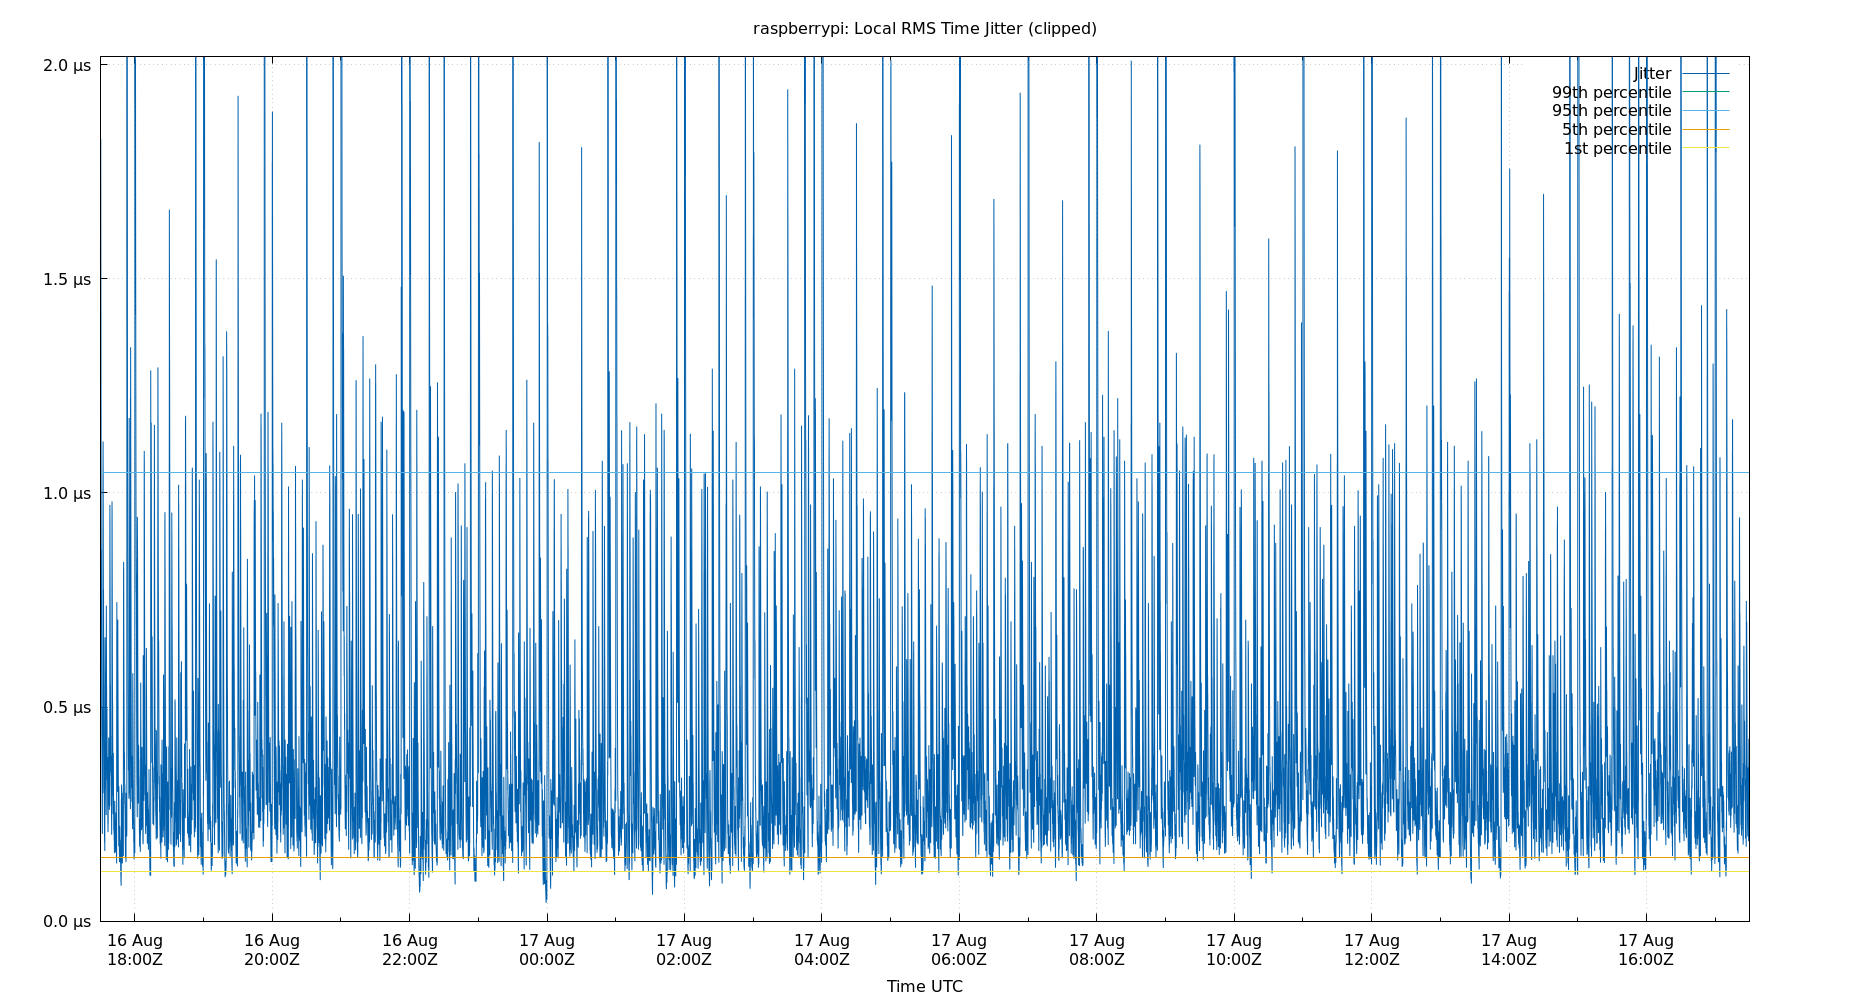 raspberrypi: Local RMS Time Jitter (clipped)
2.0 µs
1.5 µs
1.0 µs
0.5 µs
0.0 µs
Jitter
99th percentile
95th percentile
5th percentile
1st percentile
16 Aug 16 Aug 16 Aug 17 Aug 17 Aug 17 Aug 17 Aug 17 Aug 17 Aug 17 Aug 17 Aug 17 Aug
18:00Z 20:00Z 22:00Z 00:00Z 02:00Z 04:00Z 06:00Z 08:00Z 10:00Z 12:00Z 14:00Z 16:00Z
Time UTC